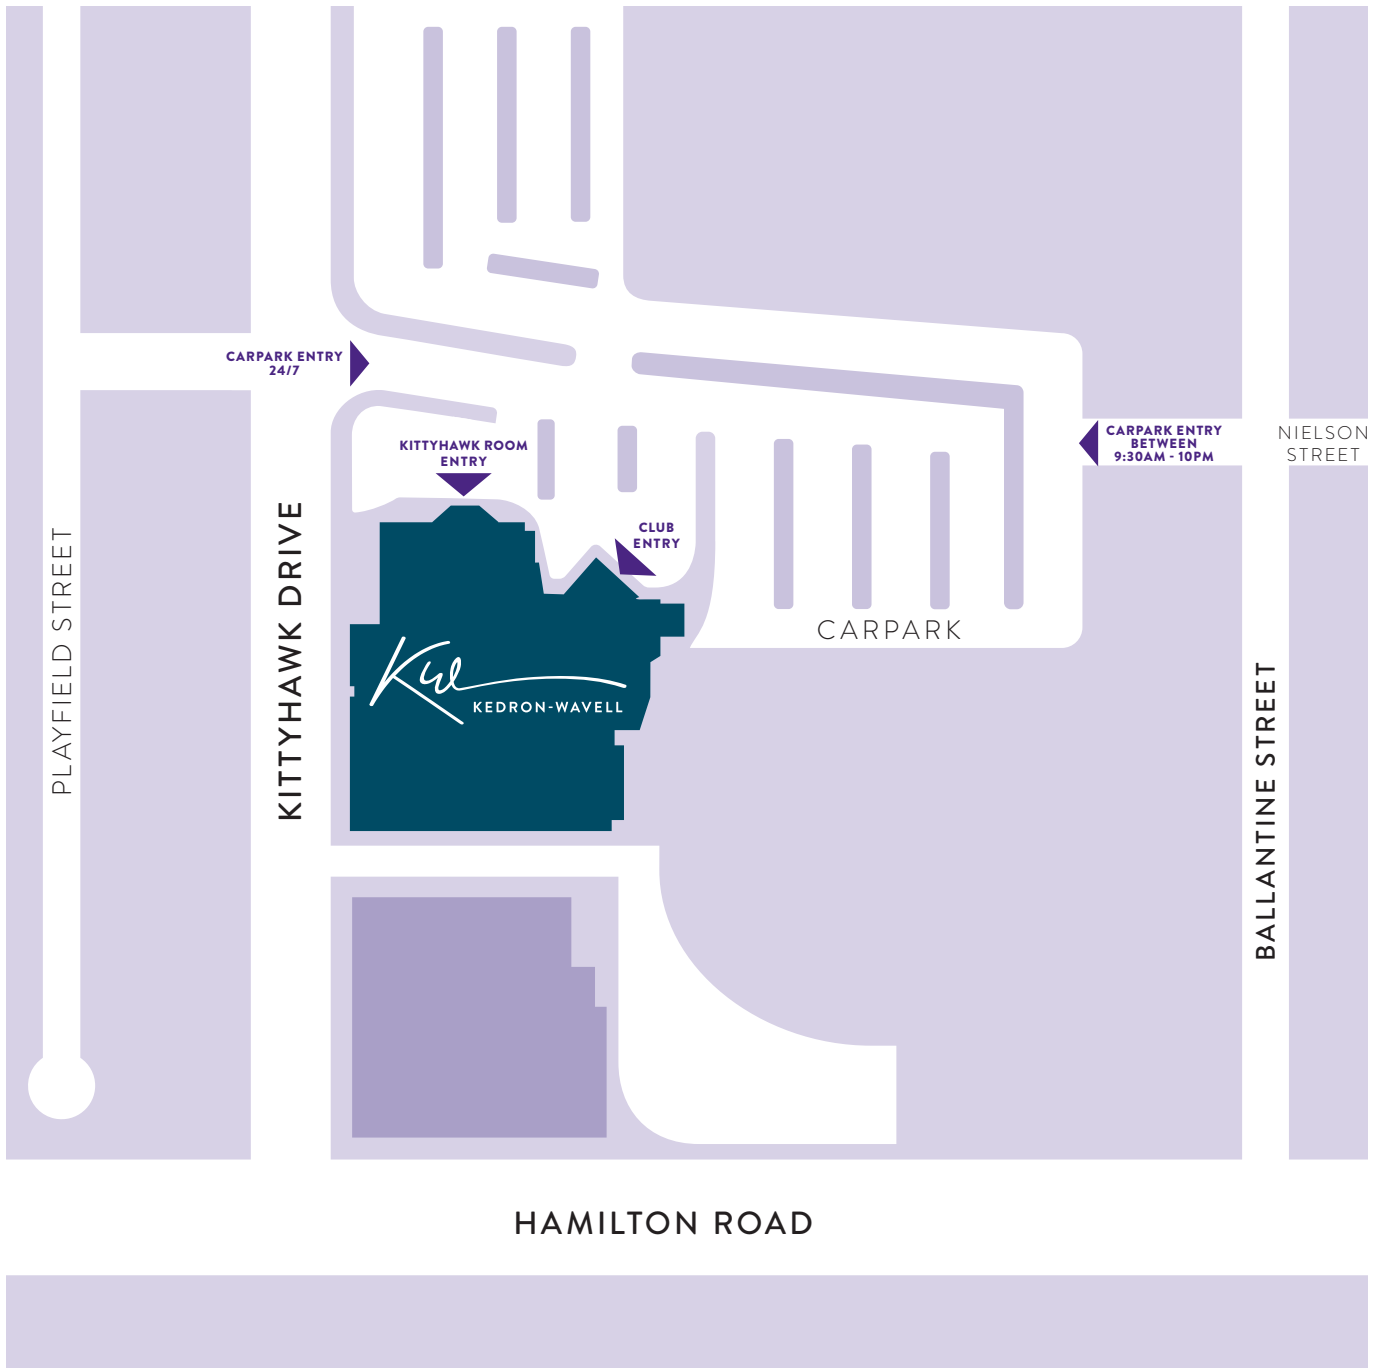 CARPARK ENTRY
24/7
KITTYHAWK ROOM
ENTRY
CARPARK ENTRY
BETWEEN
9:30AM - 10PM
NIELSON
STREET
CLUB
ENTRY
PLAYFIELD STREET
KITTYHAWK DRIVE
CARPARK
Kw
KEDRON-WAVELL
BALLANTINE STREET
HAMILTON ROAD